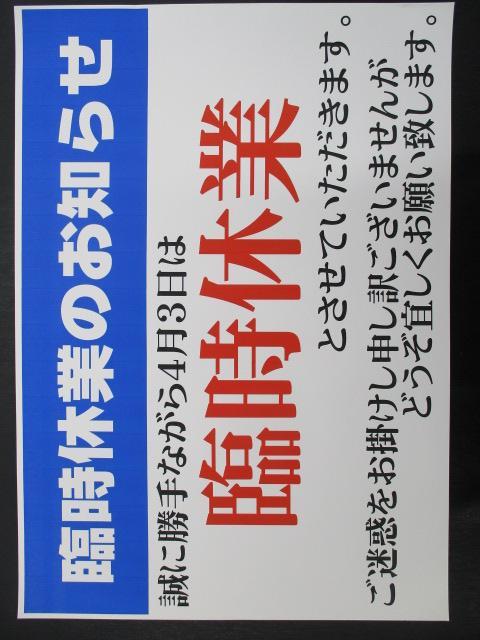 臨時休業のお知らせ
誠に勝手ながら4月3日は
臨時休業
とさせていただきます。
ご迷惑をお掛けし申し訳ございませんが
どうぞ宜しくお願い致します。